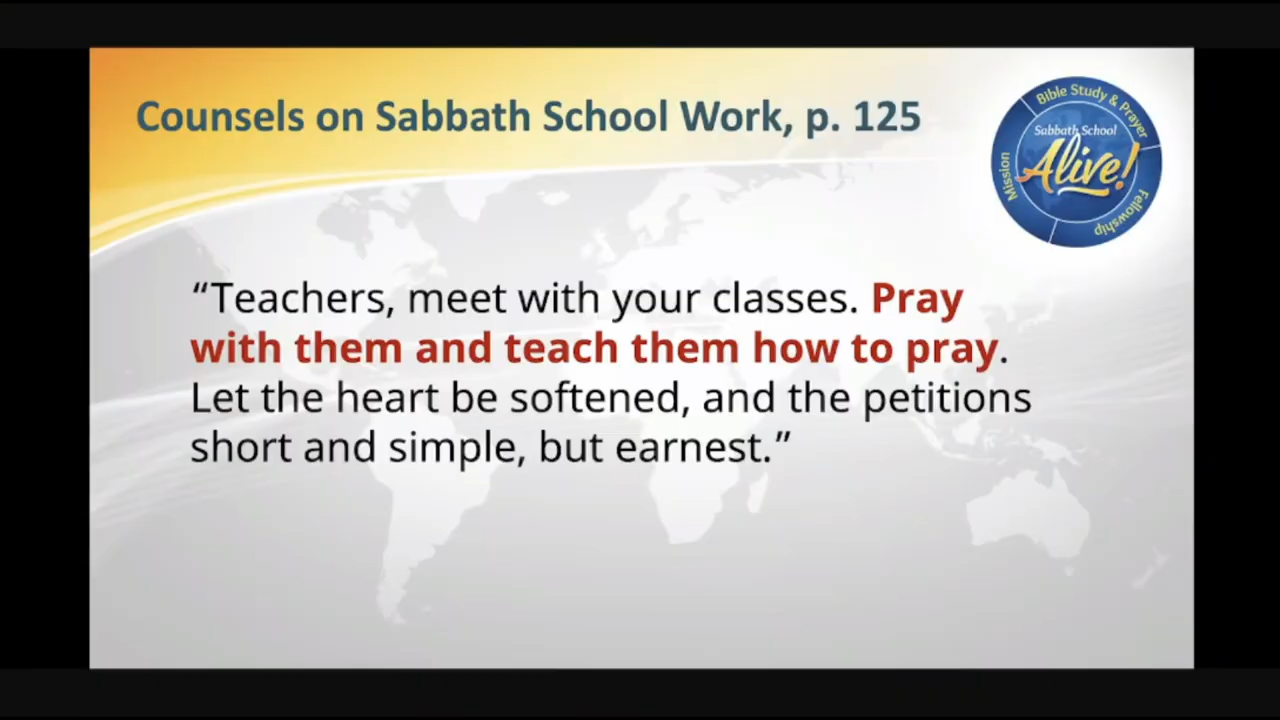 Counsels on Sabbath School Work, p. 125
Bible Study & Prayer
Sabbath School
Alive!
Mission
Fellowship
“Teachers, meet with your classes. Pray
with them and teach them how to pray.
Let the heart be softened, and the petitions
short and simple, but earnest.”